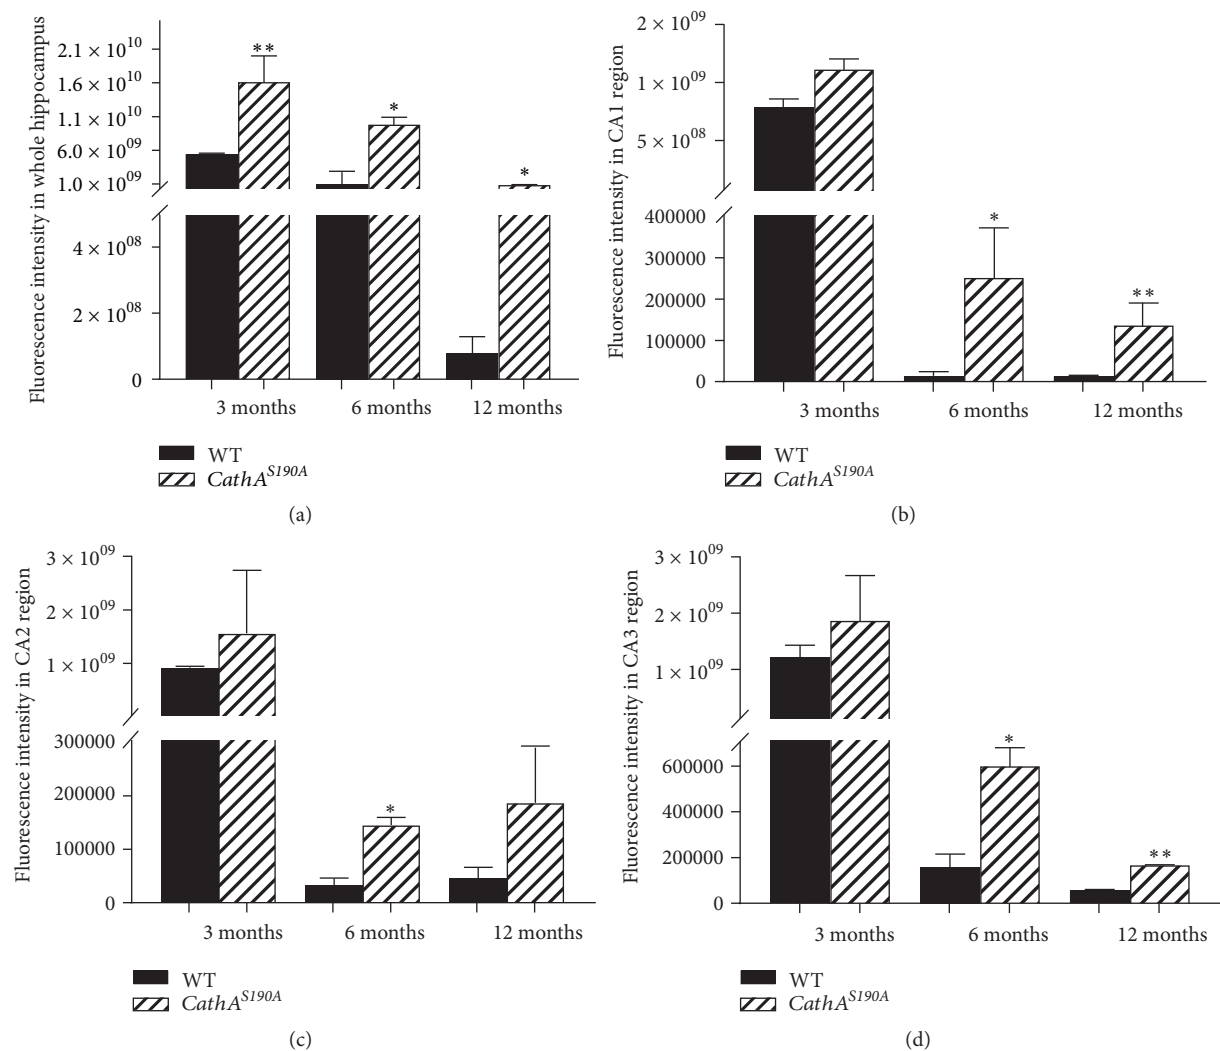 Fluorescence intensity in whole hippocampus
2.1 × 10^10
1.6 × 10^10
1.1 × 10^10
6.0 × 10^09
1.0 × 10^09
4 × 10^08
2 × 10^08
0
**
*
*
3 months
6 months
12 months
WT
CathA^S190A
(a)
Fluorescence intensity in CA1 region
2 × 10^09
1 × 10^09
5 × 10^08
400000
300000
200000
100000
0
*
**
3 months
6 months
12 months
WT
CathA^S190A
(b)
Fluorescence intensity in CA2 region
3 × 10^09
2 × 10^09
1 × 10^09
300000
200000
100000
0
*
3 months
6 months
12 months
WT
CathA^S190A
(c)
Fluorescence intensity in CA3 region
3 × 10^09
2 × 10^09
1 × 10^09
600000
400000
200000
0
*
**
3 months
6 months
12 months
WT
CathA^S190A
(d)